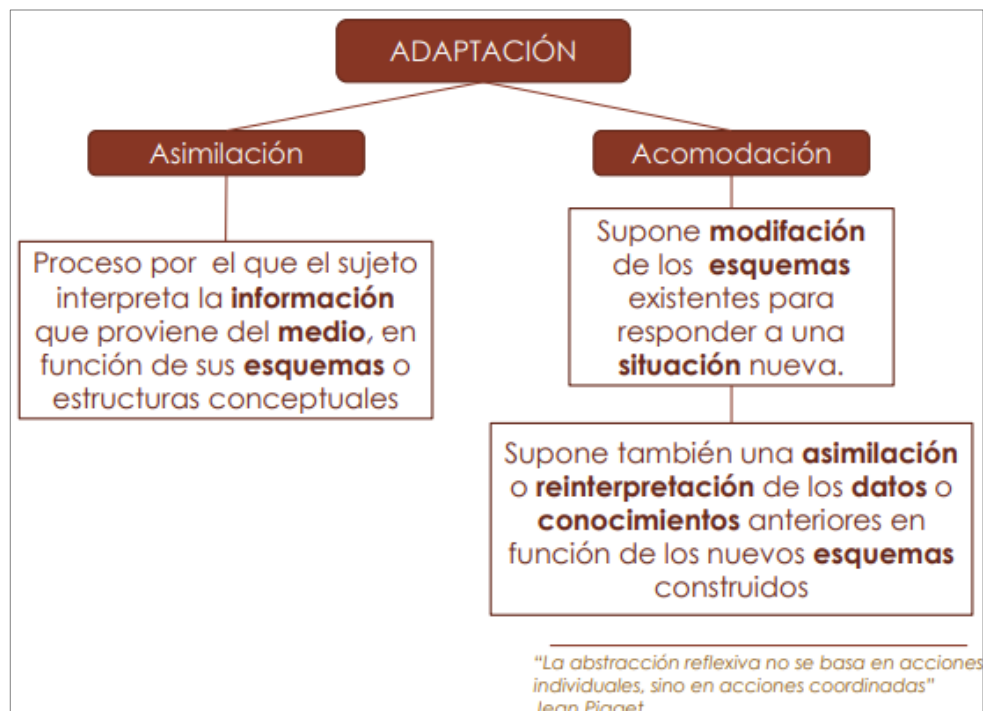 ADAPTACIÓN
Asimilación
Proceso por el que el sujeto
interpreta la información
que proviene del medio, en
función de sus esquemas o
estructuras conceptuales
Acomodación
Supone modifación
de los esquemas
existentes para
responder a una
situación nueva.
Supone también una asimilación
o reinterpretación de los datos o
conocimientos anteriores en
función de los nuevos esquemas
construidos
“La abstracción reflexiva no se basa en acciones
individuales, sino en acciones coordinadas”
Jean Piaget